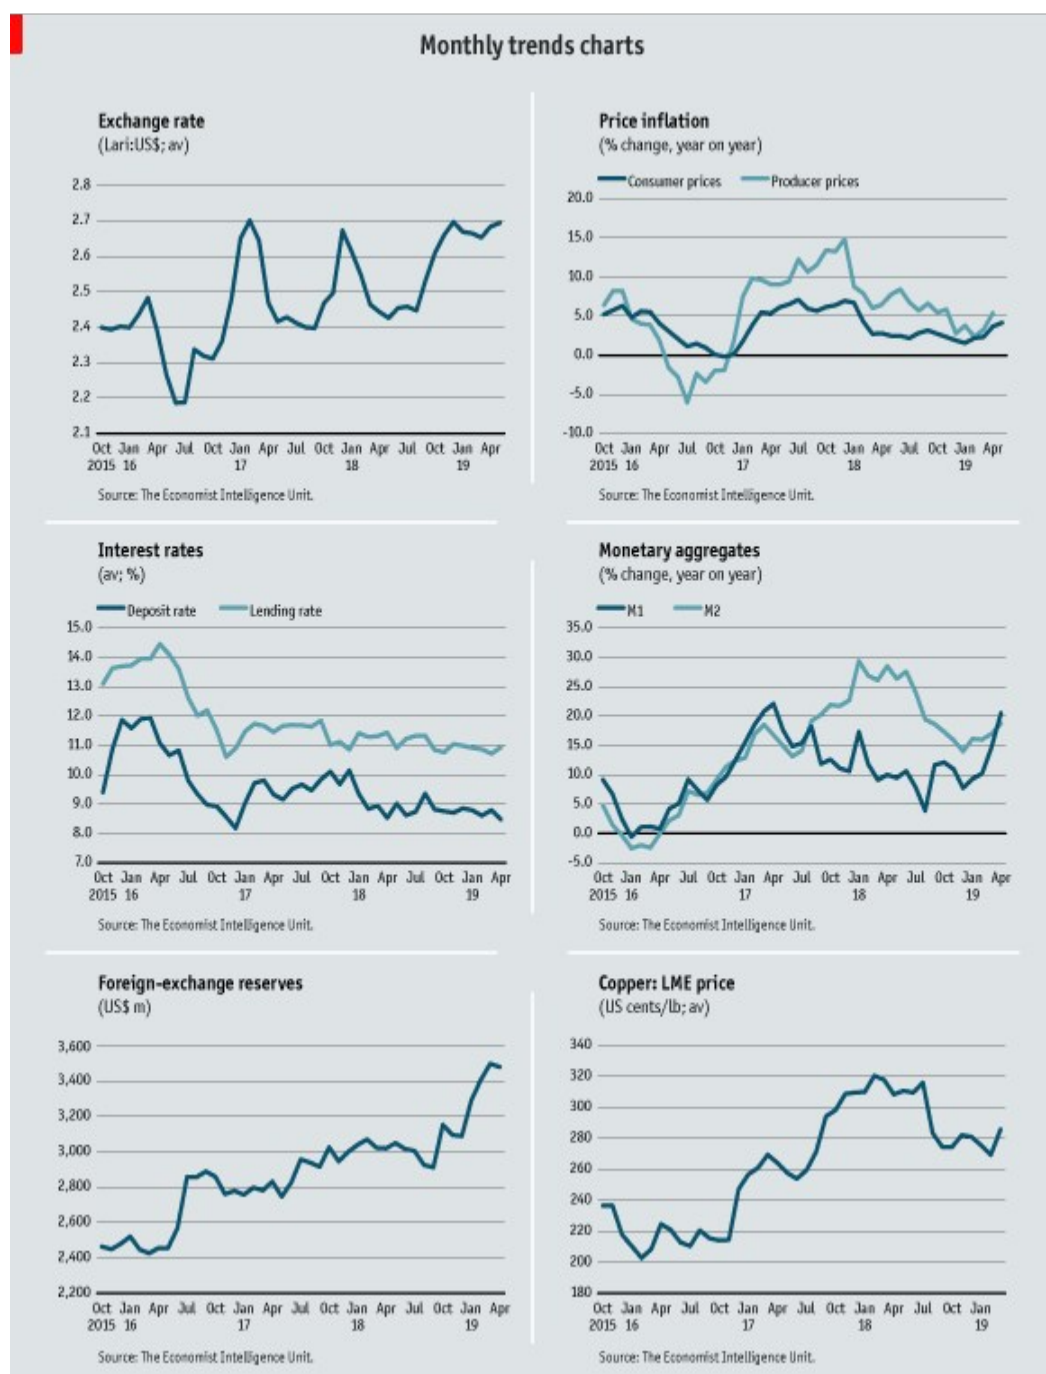 Monthly trends charts
Exchange rate
(Lari:US$; av)
2.8
2.7
2.6
2.5
2.4
2.3
2.2
2.1
Oct Jan Apr Jul Oct Jan Apr Jul Oct Jan Apr Jul Oct Jan Apr
2015 16 17 18 19
Source: The Economist Intelligence Unit.
Price inflation
(% change, year on year)
Consumer prices Producer prices
20.0
15.0
10.0
5.0
0.0
-5.0
-10.0
Oct Jan Apr Jul Oct Jan Apr Jul Oct Jan Apr Jul Oct Jan Apr
2015 16 17 18 19
Source: The Economist Intelligence Unit.
Interest rates
(av; %)
Deposit rate Lending rate
15.0
14.0
13.0
12.0
11.0
10.0
9.0
8.0
7.0
Oct Jan Apr Jul Oct Jan Apr Jul Oct Jan Apr Jul Oct Jan Apr
2015 16 17 18 19
Source: The Economist Intelligence Unit.
Monetary aggregates
(% change, year on year)
M1 M2
35.0
30.0
25.0
20.0
15.0
10.0
5.0
0.0
-5.0
Oct Jan Apr Jul Oct Jan Apr Jul Oct Jan Apr Jul Oct Jan Apr
2015 16 17 18 19
Source: The Economist Intelligence Unit.
Foreign-exchange reserves
(US$ m)
3,600
3,400
3,200
3,000
2,800
2,600
2,400
2,200
Oct Jan Apr Jul Oct Jan Apr Jul Oct Jan Apr Jul Oct Jan Apr
2015 16 17 18 19
Source: The Economist Intelligence Unit.
Copper: LME price
(US cents/lb; av)
340
320
300
280
260
240
220
200
180
Oct Jan Apr Jul Oct Jan Apr Jul Oct Jan Apr Jul Oct Jan
2015 16 17 18 19
Source: The Economist Intelligence Unit.